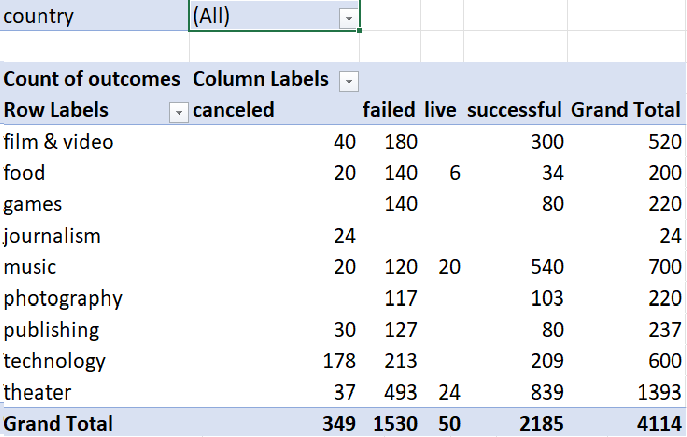 country (All)
Count of outcomes Column Labels
Row Labels canceled failed live successful Grand Total
film & video 40 180 300 520
food 20 140 6 34 200
games 140 80 220
journalism 24 24
music 20 120 20 540 700
photography 117 103 220
publishing 30 127 80 237
technology 178 213 209 600
theater 37 493 24 839 1393
Grand Total 349 1530 50 2185 4114